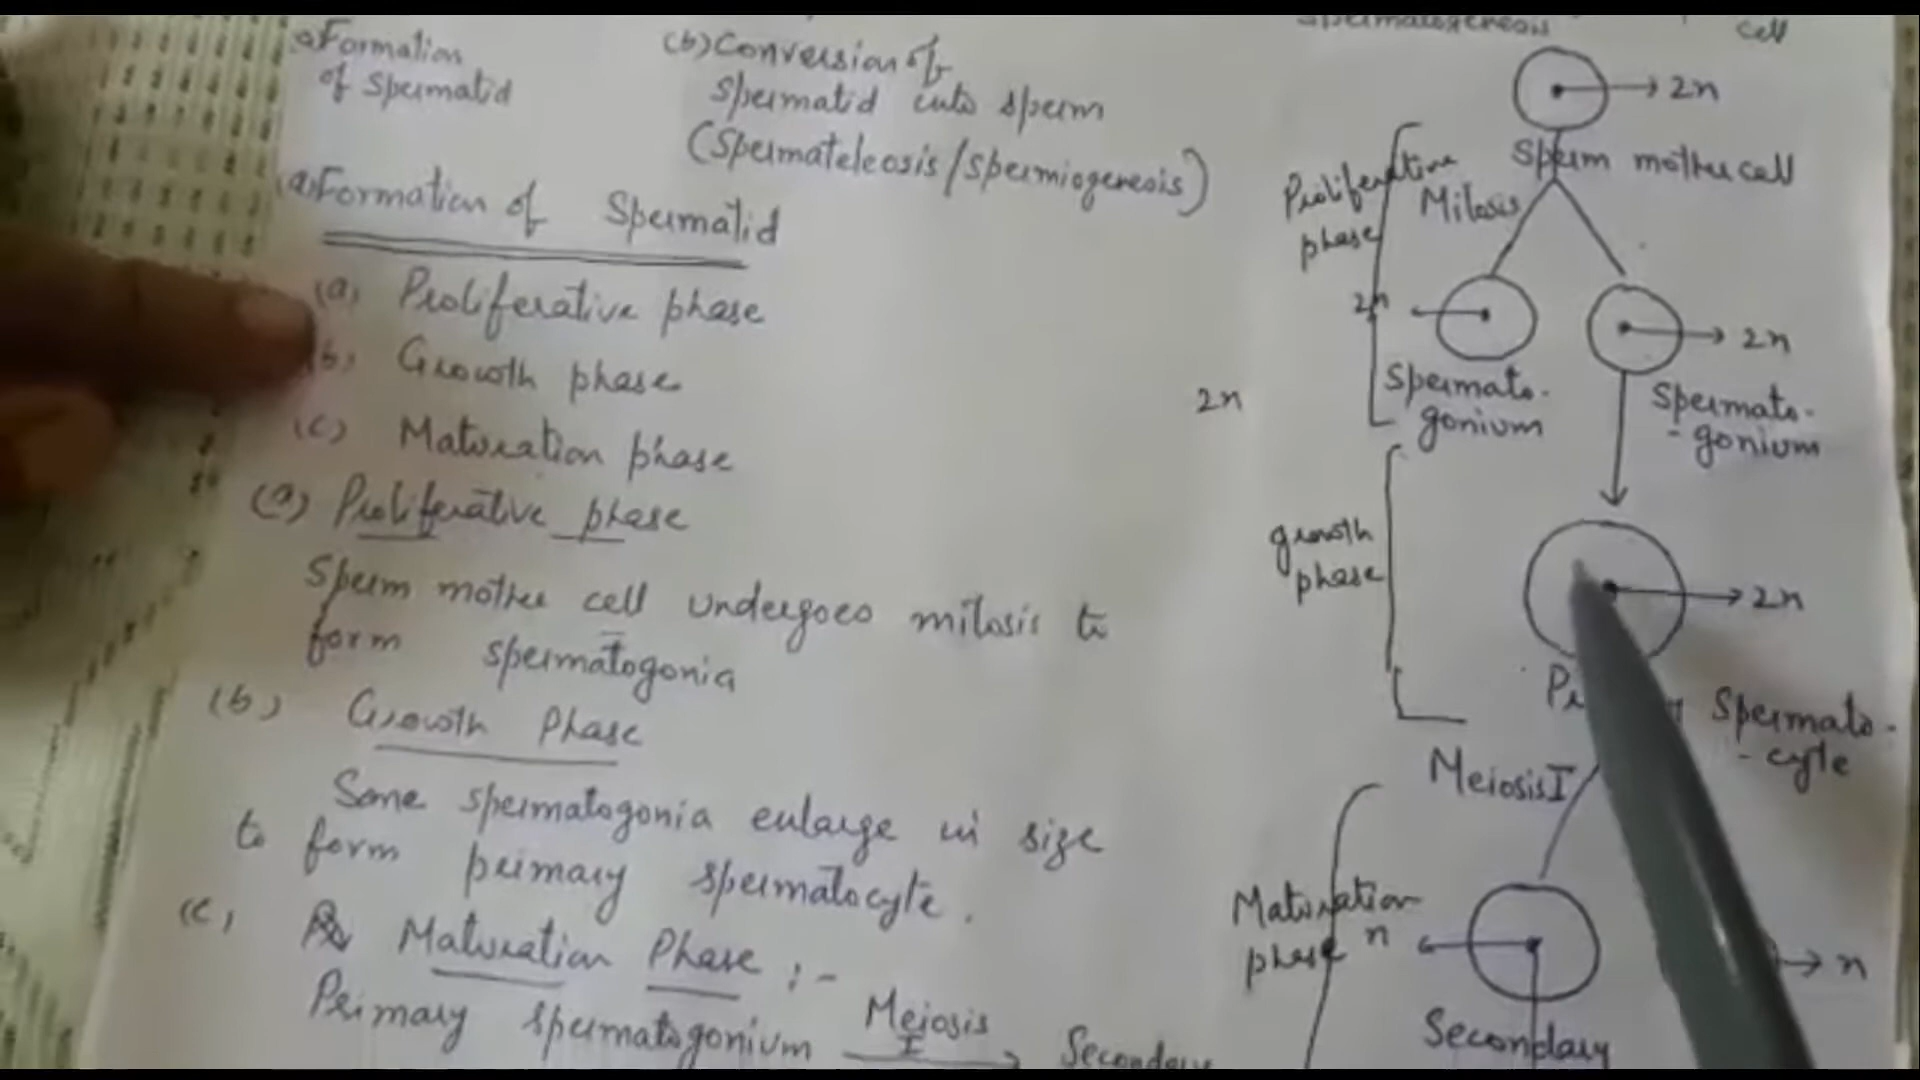 a) Formation
of Spermatid
(b) Conversion of
spermatid into sperm
(Spermateleosis/spermiogenesis)
(a) Formation of Spermatid
(a) Proliferative phase
(b) Growth phase
(c) Maturation phase
(a) Proliferative phase
Sperm mother cell undergoes mitosis to
form spermatogonia
(b) Growth Phase
Some spermatogonia enlarge in size
to form primary spermatocyte.
(c) Maturation Phase :-
Primary spermatogonium Meiosis I → Secondary
Spermatogenesis
cell
2n
Sperm mother cell
Proliferative
phase
Mitosis
2n
2n
Spermato-
gonium
Spermato-
-gonium
2n
growth
phase
2n
Spermato-
-cyte
Meiosis I
Maturation
phase
n
n
Secondary